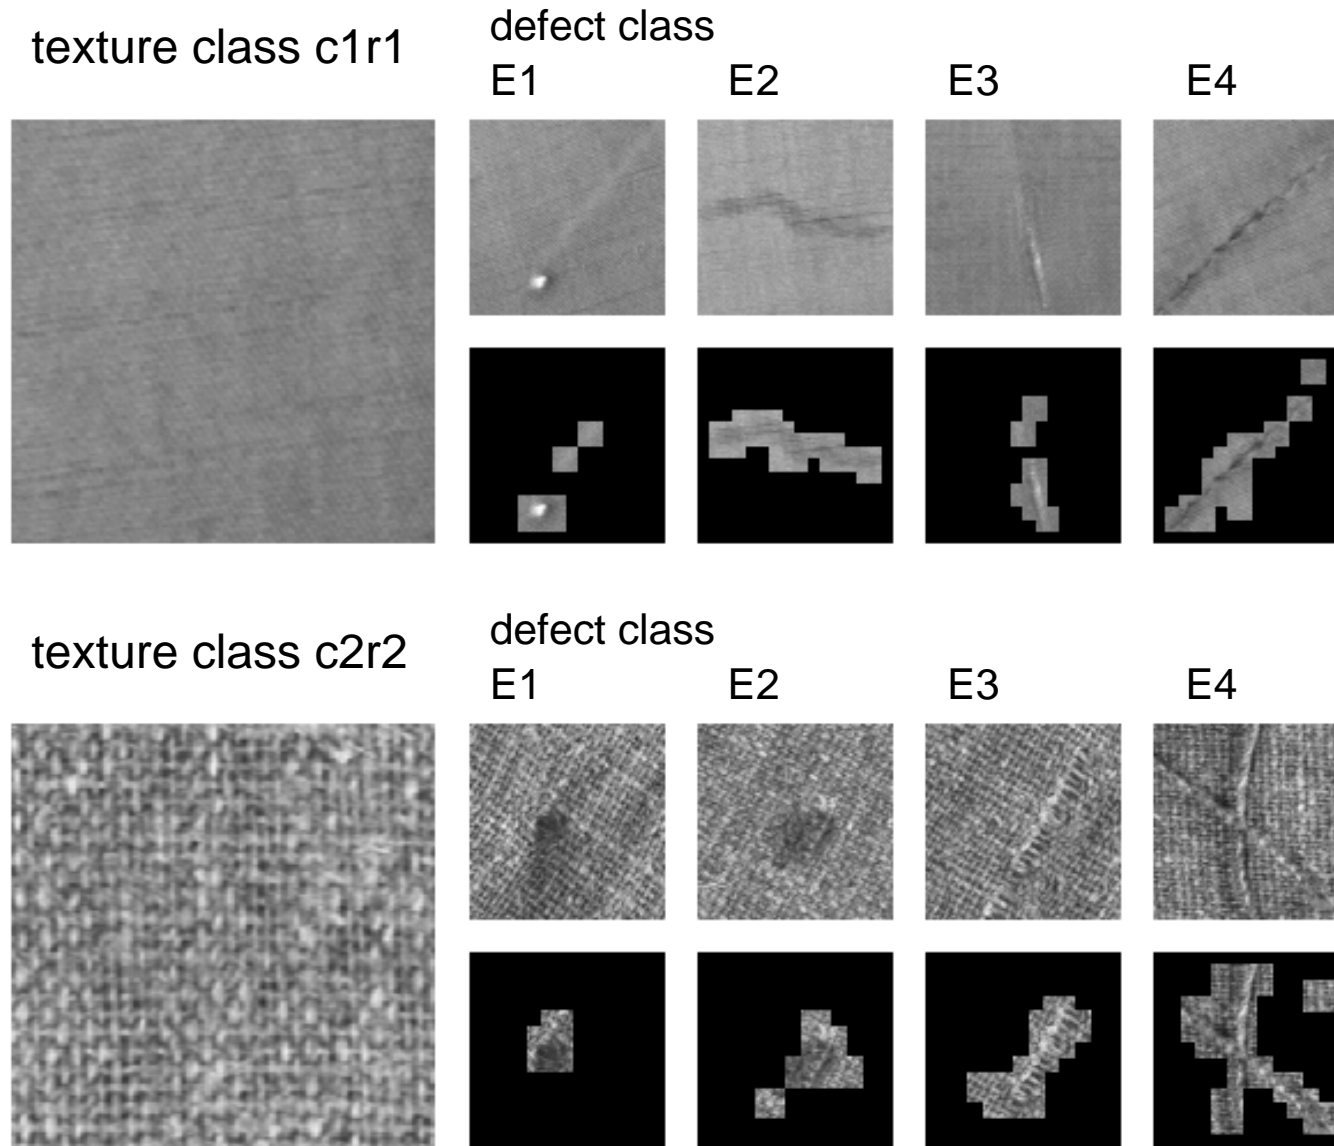 texture class c1r1
defect class
E1 E2 E3 E4
texture class c2r2
defect class
E1 E2 E3 E4